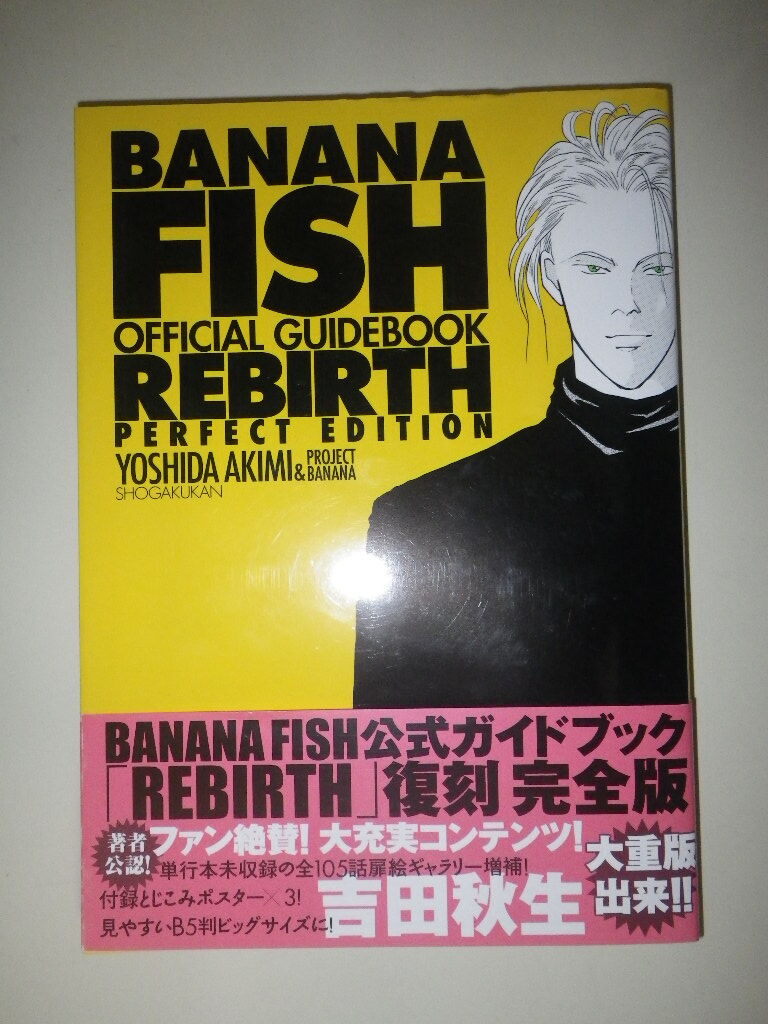 BANANA
FISH
OFFICIAL GUIDEBOOK
REBIRTH
PERFECT EDITION
YOSHIDA AKIMI & PROJECT BANANA
SHOGAKUKAN
BANANA FISH公式ガイドブック
「REBIRTH」復刻 完全版
著者公認!
ファン絶賛! 大充実コンテンツ!
単行本未収録の全105話扉絵ギャラリー増補!
付録とじこみポスター×3!
見やすいB5判ビッグサイズに!
吉田秋生
大重版
出来!!